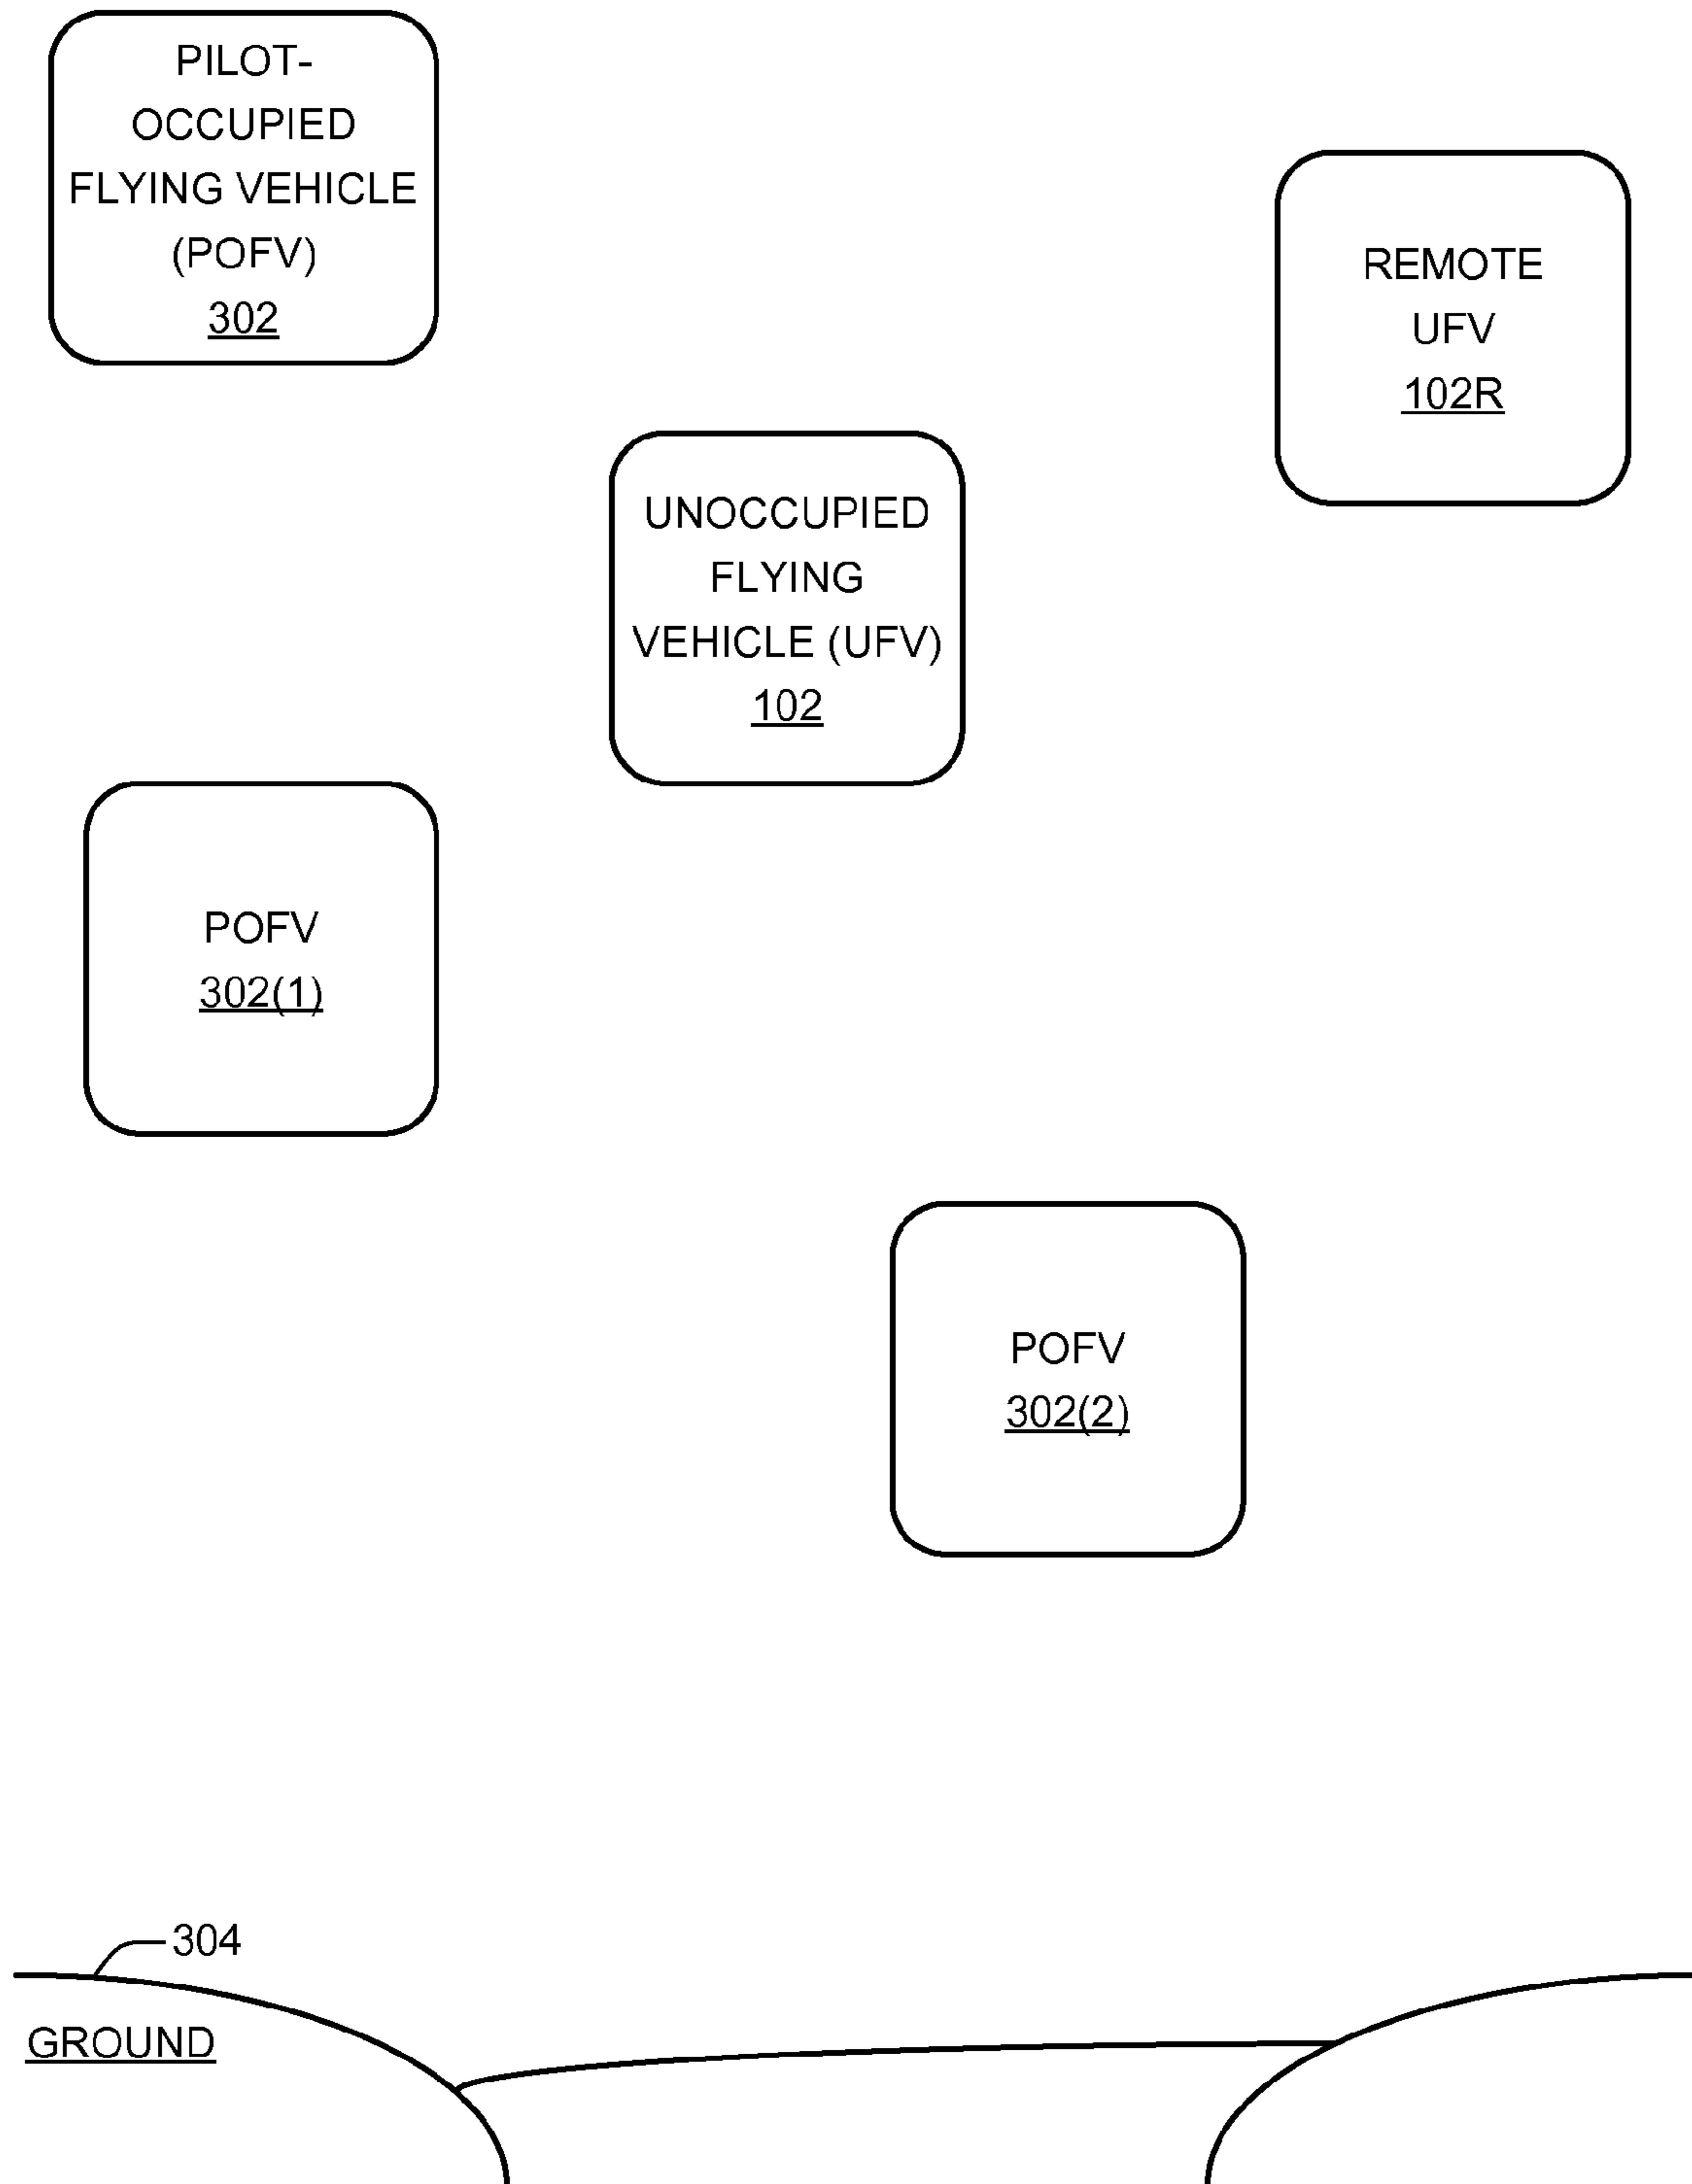 PILOT-
OCCUPIED
FLYING VEHICLE
(POFV)
302
REMOTE
UFV
102R
UNOCCUPIED
FLYING
VEHICLE (UFV)
102
POFV
302(1)
POFV
302(2)
304
GROUND